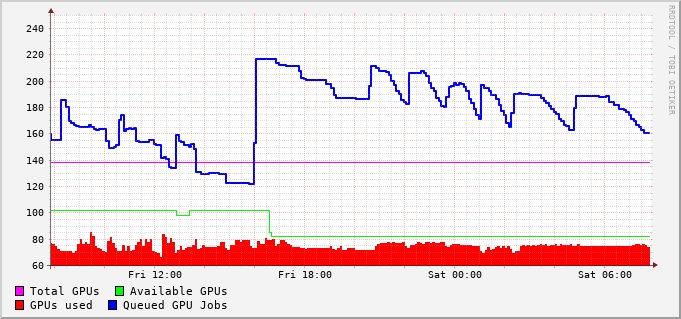 RRDTOOL / TOBI OETIKER
240
220
200
180
160
140
120
100
80
60
Fri 12:00 Fri 18:00 Sat 00:00 Sat 06:00
Total GPUs Available GPUs
GPUs used Queued GPU Jobs